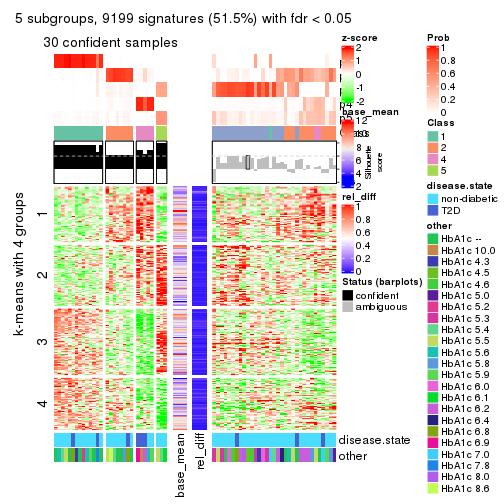 5 subgroups, 9199 signatures (51.5%) with fdr < 0.05
30 confident samples
k-means with 4 groups
1
2
3
4
p4
base_mean
rel_diff
disease.state
other
z-score
2
1
0
-1
-2
base_mean
12
10
8
6
4
2
Silhouette
score
rel_diff
1
0.8
0.6
0.4
0.2
0
Status (barplots)
confident
ambiguous
Prob
1
0.8
0.6
0.4
0.2
0
Class
1
2
4
5
disease.state
non-diabetic
T2D
other
HbA1c --
HbA1c 10.0
HbA1c 4.3
HbA1c 4.5
HbA1c 4.6
HbA1c 5.0
HbA1c 5.2
HbA1c 5.3
HbA1c 5.4
HbA1c 5.5
HbA1c 5.6
HbA1c 5.8
HbA1c 5.9
HbA1c 6.0
HbA1c 6.1
HbA1c 6.2
HbA1c 6.4
HbA1c 6.8
HbA1c 6.9
HbA1c 7.0
HbA1c 7.8
HbA1c 8.0
HbA1c 8.6